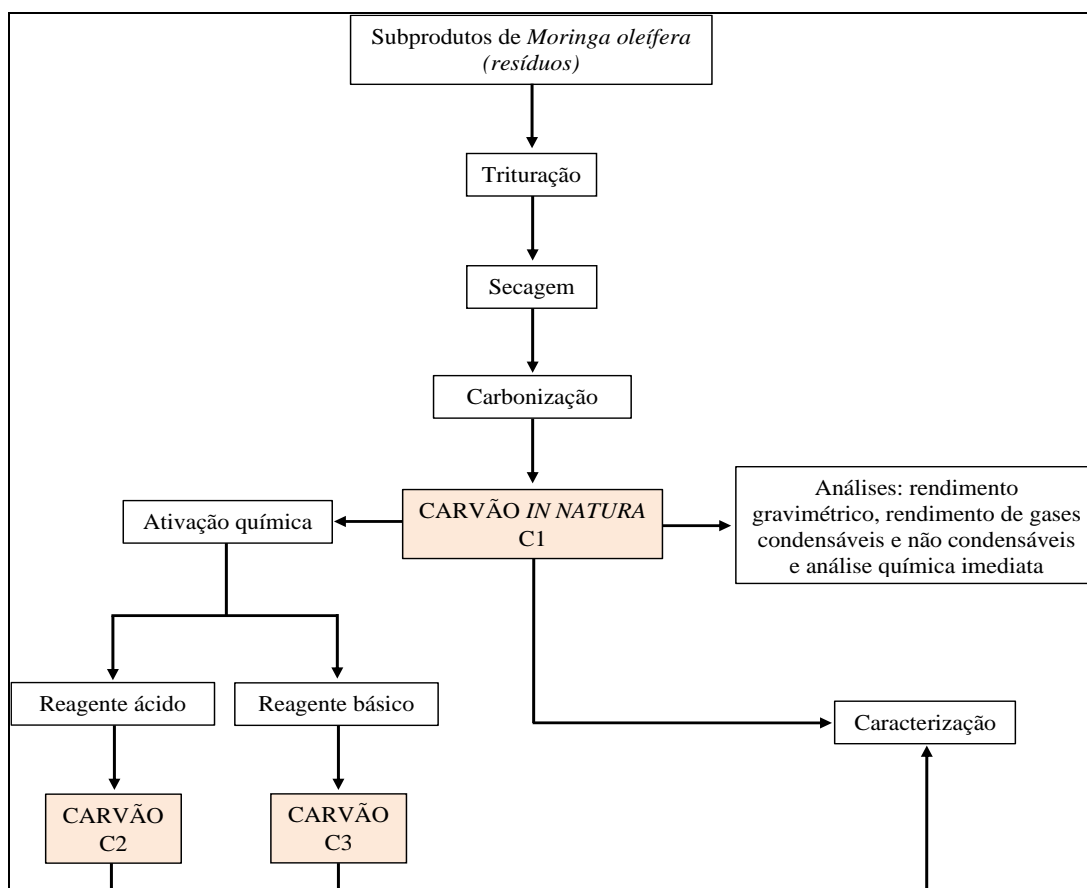 Subprodutos de Moringa oleífera
(resíduos)
Trituração
Secagem
Carbonização
CARVÃO IN NATURA
C1
Ativação química
Análises: rendimento
gravimétrico, rendimento de gases
condensáveis e não condensáveis
e análise química imediata
Reagente ácido
Reagente básico
Caracterização
CARVÃO
C2
CARVÃO
C3